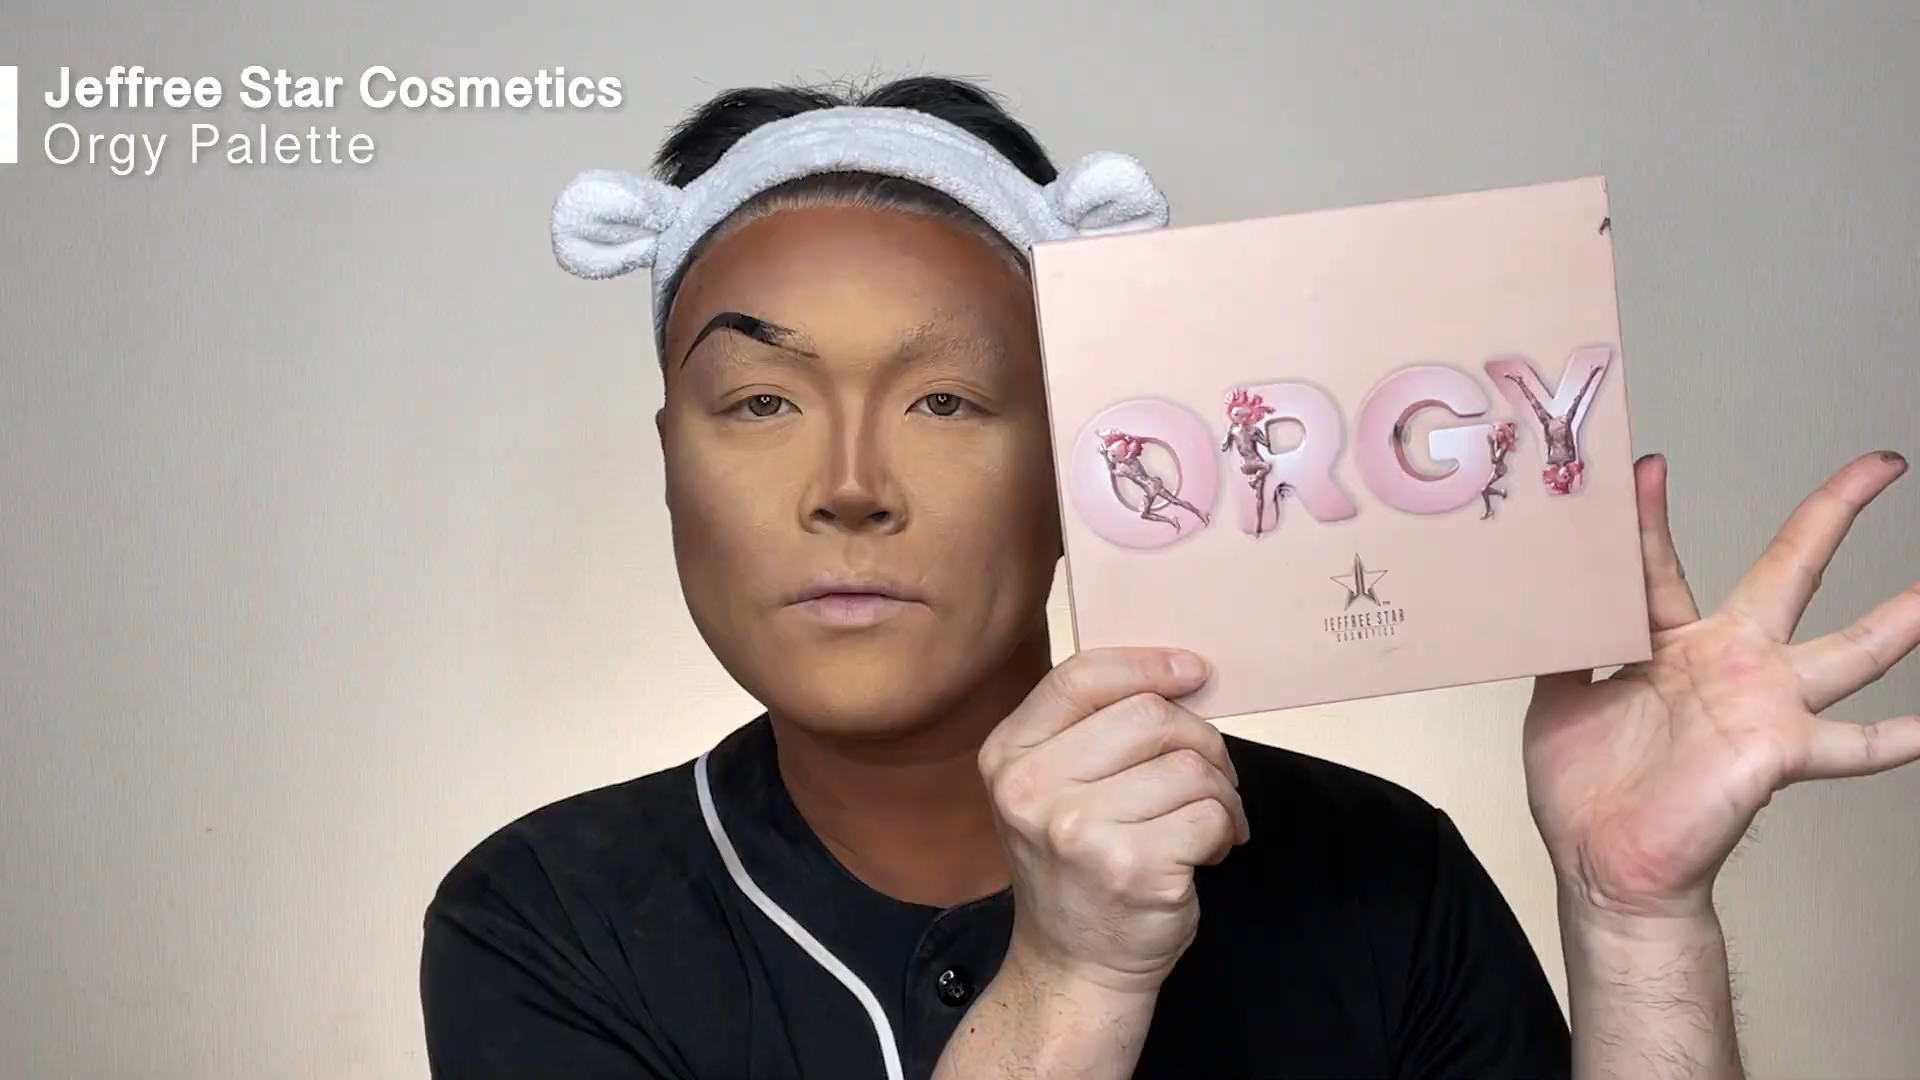 Jeffree Star Cosmetics
Orgy Palette
ORGY
JEFFREE STAR
COSMETICS